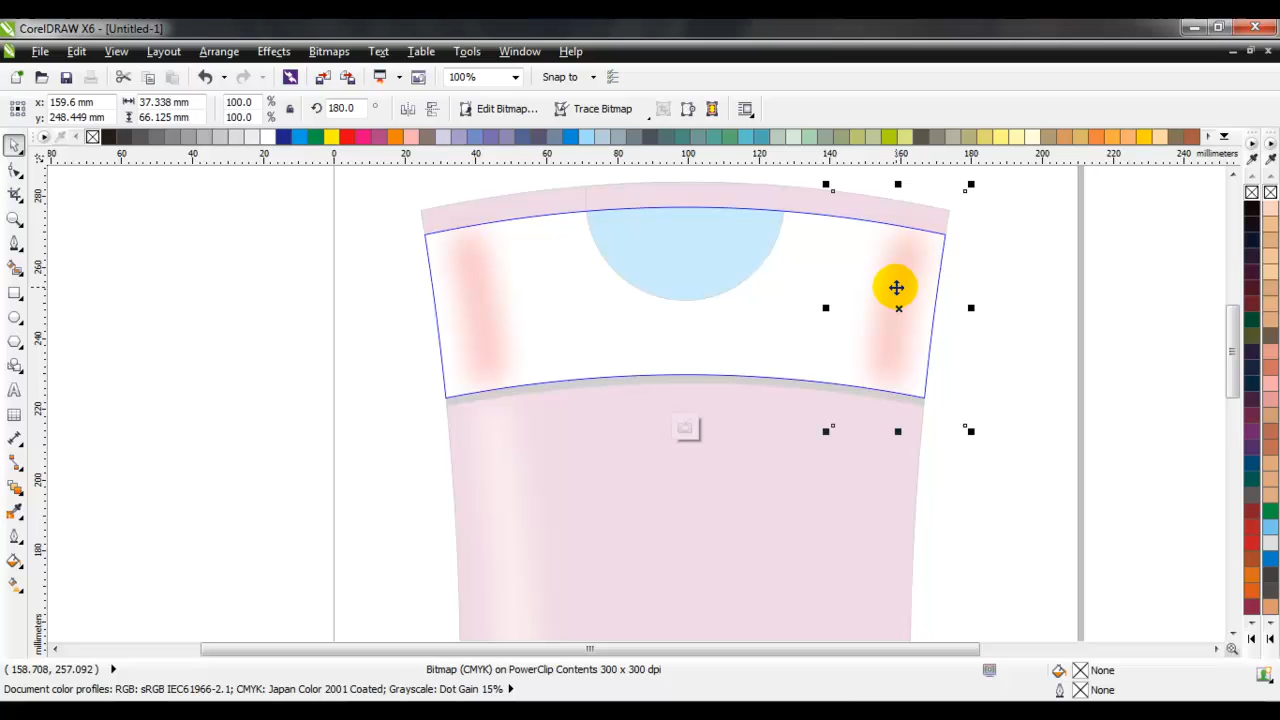 CorelDRAW X6 - [Untitled-1]
File Edit View Layout Arrange Effects Bitmaps Text Table Tools Window Help
100% Snap to
x: 159.6 mm 37.338 mm 100.0 % 180.0 ° Edit Bitmap... Trace Bitmap
y: 248.449 mm 66.125 mm 100.0 %
80 60 40 20 0 20 40 60 80 100 120 140 160 180 200 220 240 millimeters
280
260
240
220
200
180
millimeters
( 158.708, 257.092 ) Bitmap (CMYK) on PowerClip Contents 300 x 300 dpi None
Document color profiles: RGB: sRGB IEC61966-2.1; CMYK: Japan Color 2001 Coated; Grayscale: Dot Gain 15% None